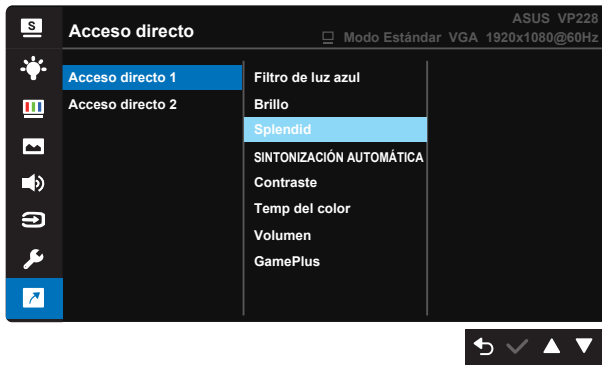 S
Acceso directo
ASUS VP228
Modo Estándar VGA 1920x1080@60Hz
Acceso directo 1
Acceso directo 2
Filtro de luz azul
Brillo
Splendid
SINTONIZACIÓN AUTOMÁTICA
Contraste
Temp del color
Volumen
GamePlus